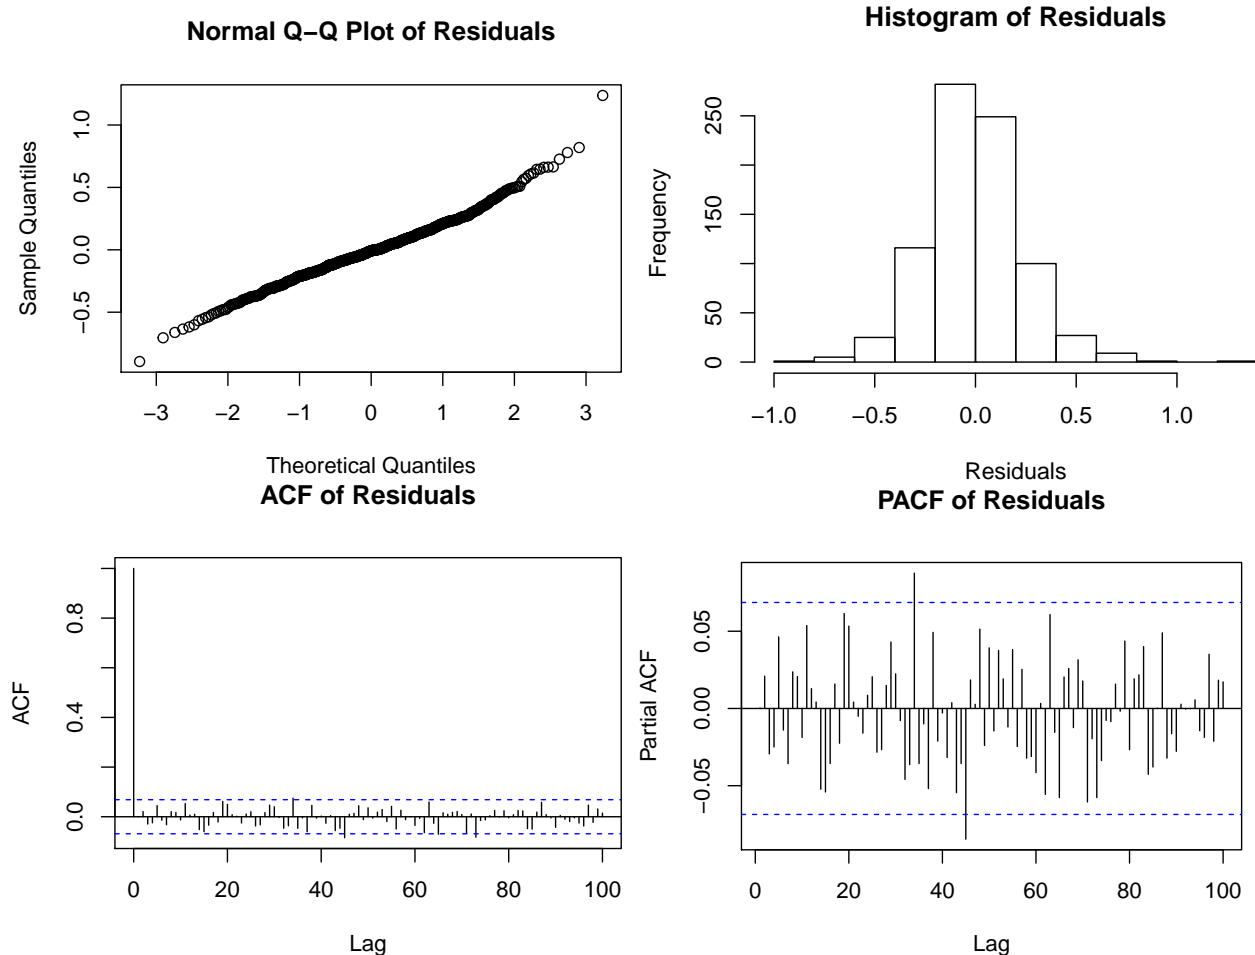 Normal Q−Q Plot of Residuals
Sample Quantiles
1.0
0.5
0.0
−0.5
−3 −2 −1 0 1 2 3
Theoretical Quantiles
Histogram of Residuals
Frequency
250
150
50
0
−1.0 −0.5 0.0 0.5 1.0
Residuals
ACF of Residuals
ACF
0.8
0.4
0.0
0 20 40 60 80 100
Lag
PACF of Residuals
Partial ACF
0.05
0.00
−0.05
0 20 40 60 80 100
Lag